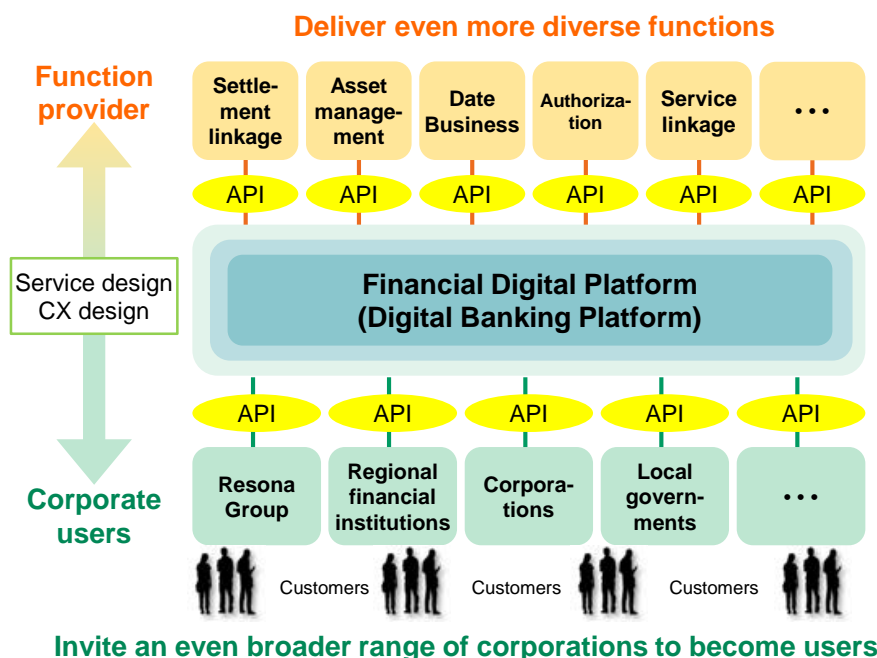 Deliver even more diverse functions
Function
provider
Settle-
ment
linkage
Asset
manage-
ment
Date
Business
Authoriza-
tion
Service
linkage
･･･
API
API
API
API
API
API
Service design
CX design
Financial Digital Platform
(Digital Banking Platform)
API
API
API
API
API
Corporate
users
Resona
Group
Regional
financial
institutions
Corpora-
tions
Local
govern-
ments
･･･
Customers
Customers
Customers
Invite an even broader range of corporations to become users